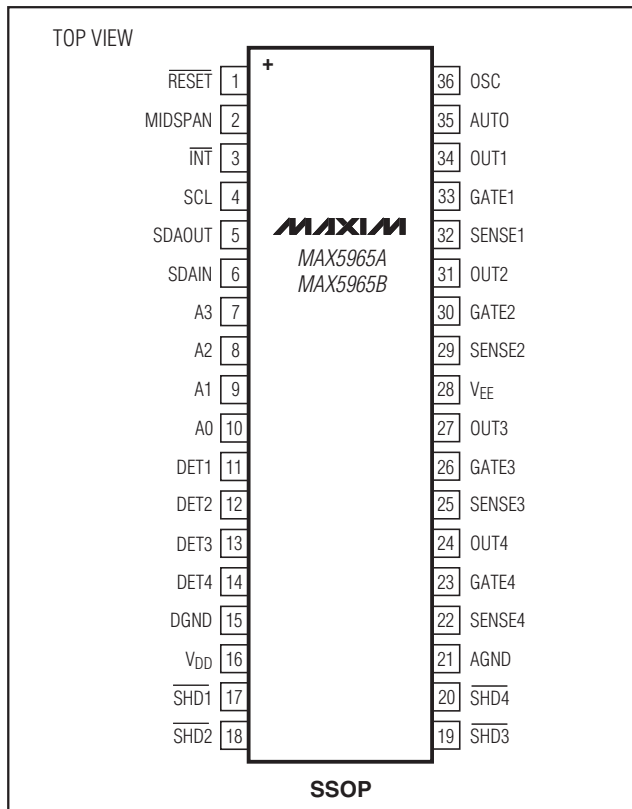 TOP VIEW
+
RESET 1
MIDSPAN 2
INT 3
SCL 4
SDAOUT 5
SDAIN 6
A3 7
A2 8
A1 9
A0 10
DET1 11
DET2 12
DET3 13
DET4 14
DGND 15
VDD 16
SHD1 17
SHD2 18
MAXIM
MAX5965A
MAX5965B
36 OSC
35 AUTO
34 OUT1
33 GATE1
32 SENSE1
31 OUT2
30 GATE2
29 SENSE2
28 VEE
27 OUT3
26 GATE3
25 SENSE3
24 OUT4
23 GATE4
22 SENSE4
21 AGND
20 SHD4
19 SHD3
SSOP